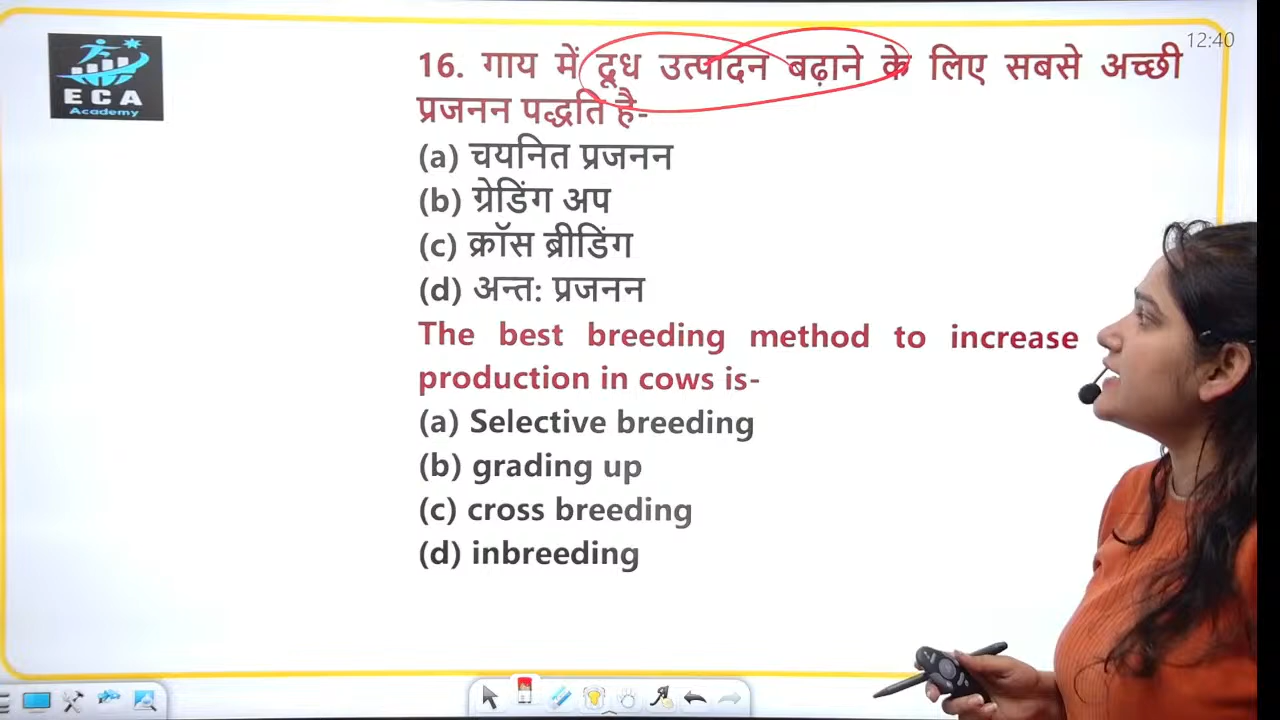 ECA
Academy
12:40
16. गाय में दूध उत्पादन बढ़ाने के लिए सबसे अच्छी
प्रजनन पद्धति है-
(a) चयनित प्रजनन
(b) ग्रेडिंग अप
(c) क्रॉस ब्रीडिंग
(d) अन्त: प्रजनन
The best breeding method to increase
production in cows is-
(a) Selective breeding
(b) grading up
(c) cross breeding
(d) inbreeding